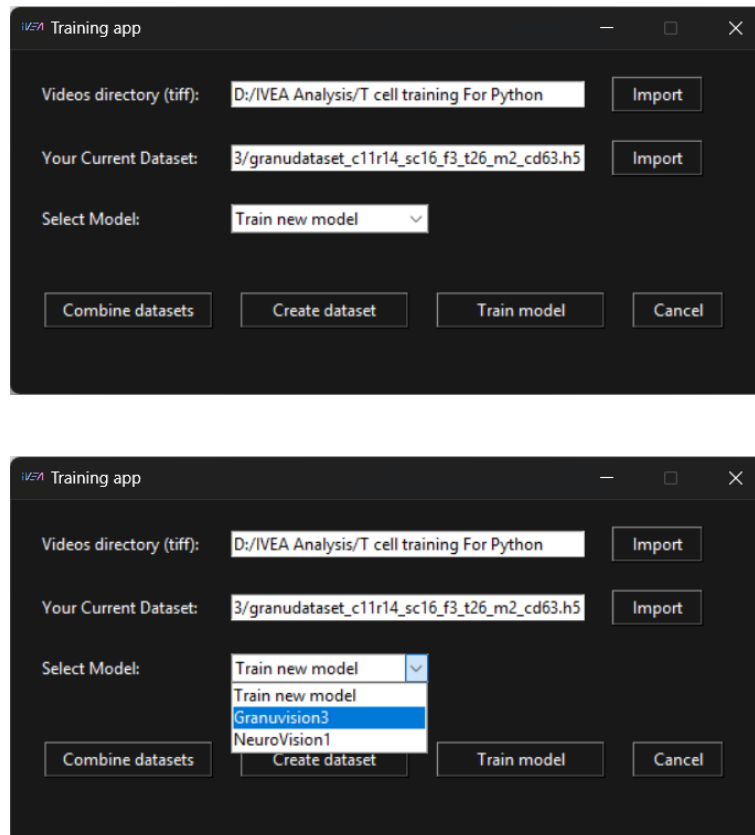 iVEA Training app
Videos directory (tiff): D:/IVEA Analysis/T cell training For Python Import
Your Current Dataset: 3/granudataset_c11r14_sc16_f3_t26_m2_cd63.h5 Import
Select Model: Train new model
Combine datasets Create dataset Train model Cancel
iVEA Training app
Videos directory (tiff): D:/IVEA Analysis/T cell training For Python Import
Your Current Dataset: 3/granudataset_c11r14_sc16_f3_t26_m2_cd63.h5 Import
Select Model: Train new model
Train new model
Granuvision3
NeuroVision1
Combine datasets Create dataset Train model Cancel